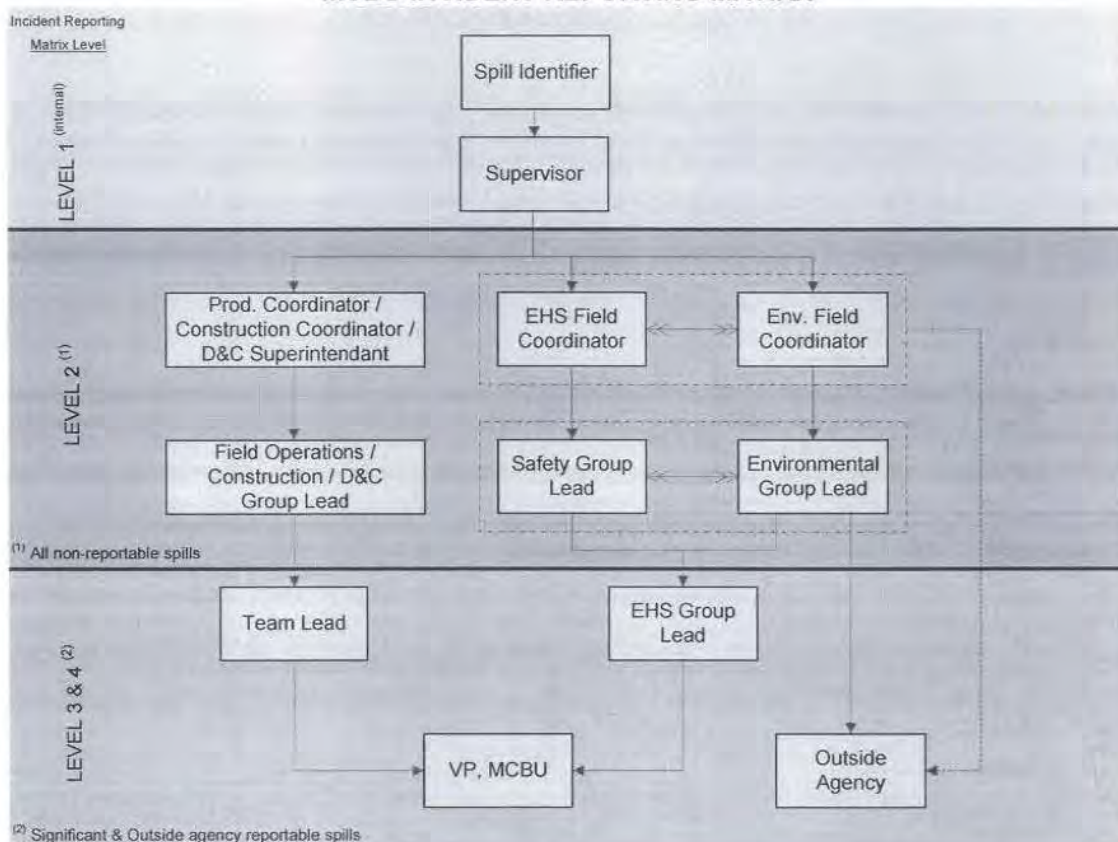 Incident Reporting
Matrix Level
Spill Identifier
Supervisor
LEVEL 1 (internal)
Prod. Coordinator /
Construction Coordinator /
D&C Superintendant
EHS Field
Coordinator
Env. Field
Coordinator
LEVEL 2 (1)
Field Operations /
Construction / D&C
Group Lead
Safety Group
Lead
Environmental
Group Lead
(1) All non-reportable spills
Team Lead
EHS Group
Lead
LEVEL 3 & 4 (2)
VP, MCBU
Outside
Agency
(2) Significant & Outside agency reportable spills